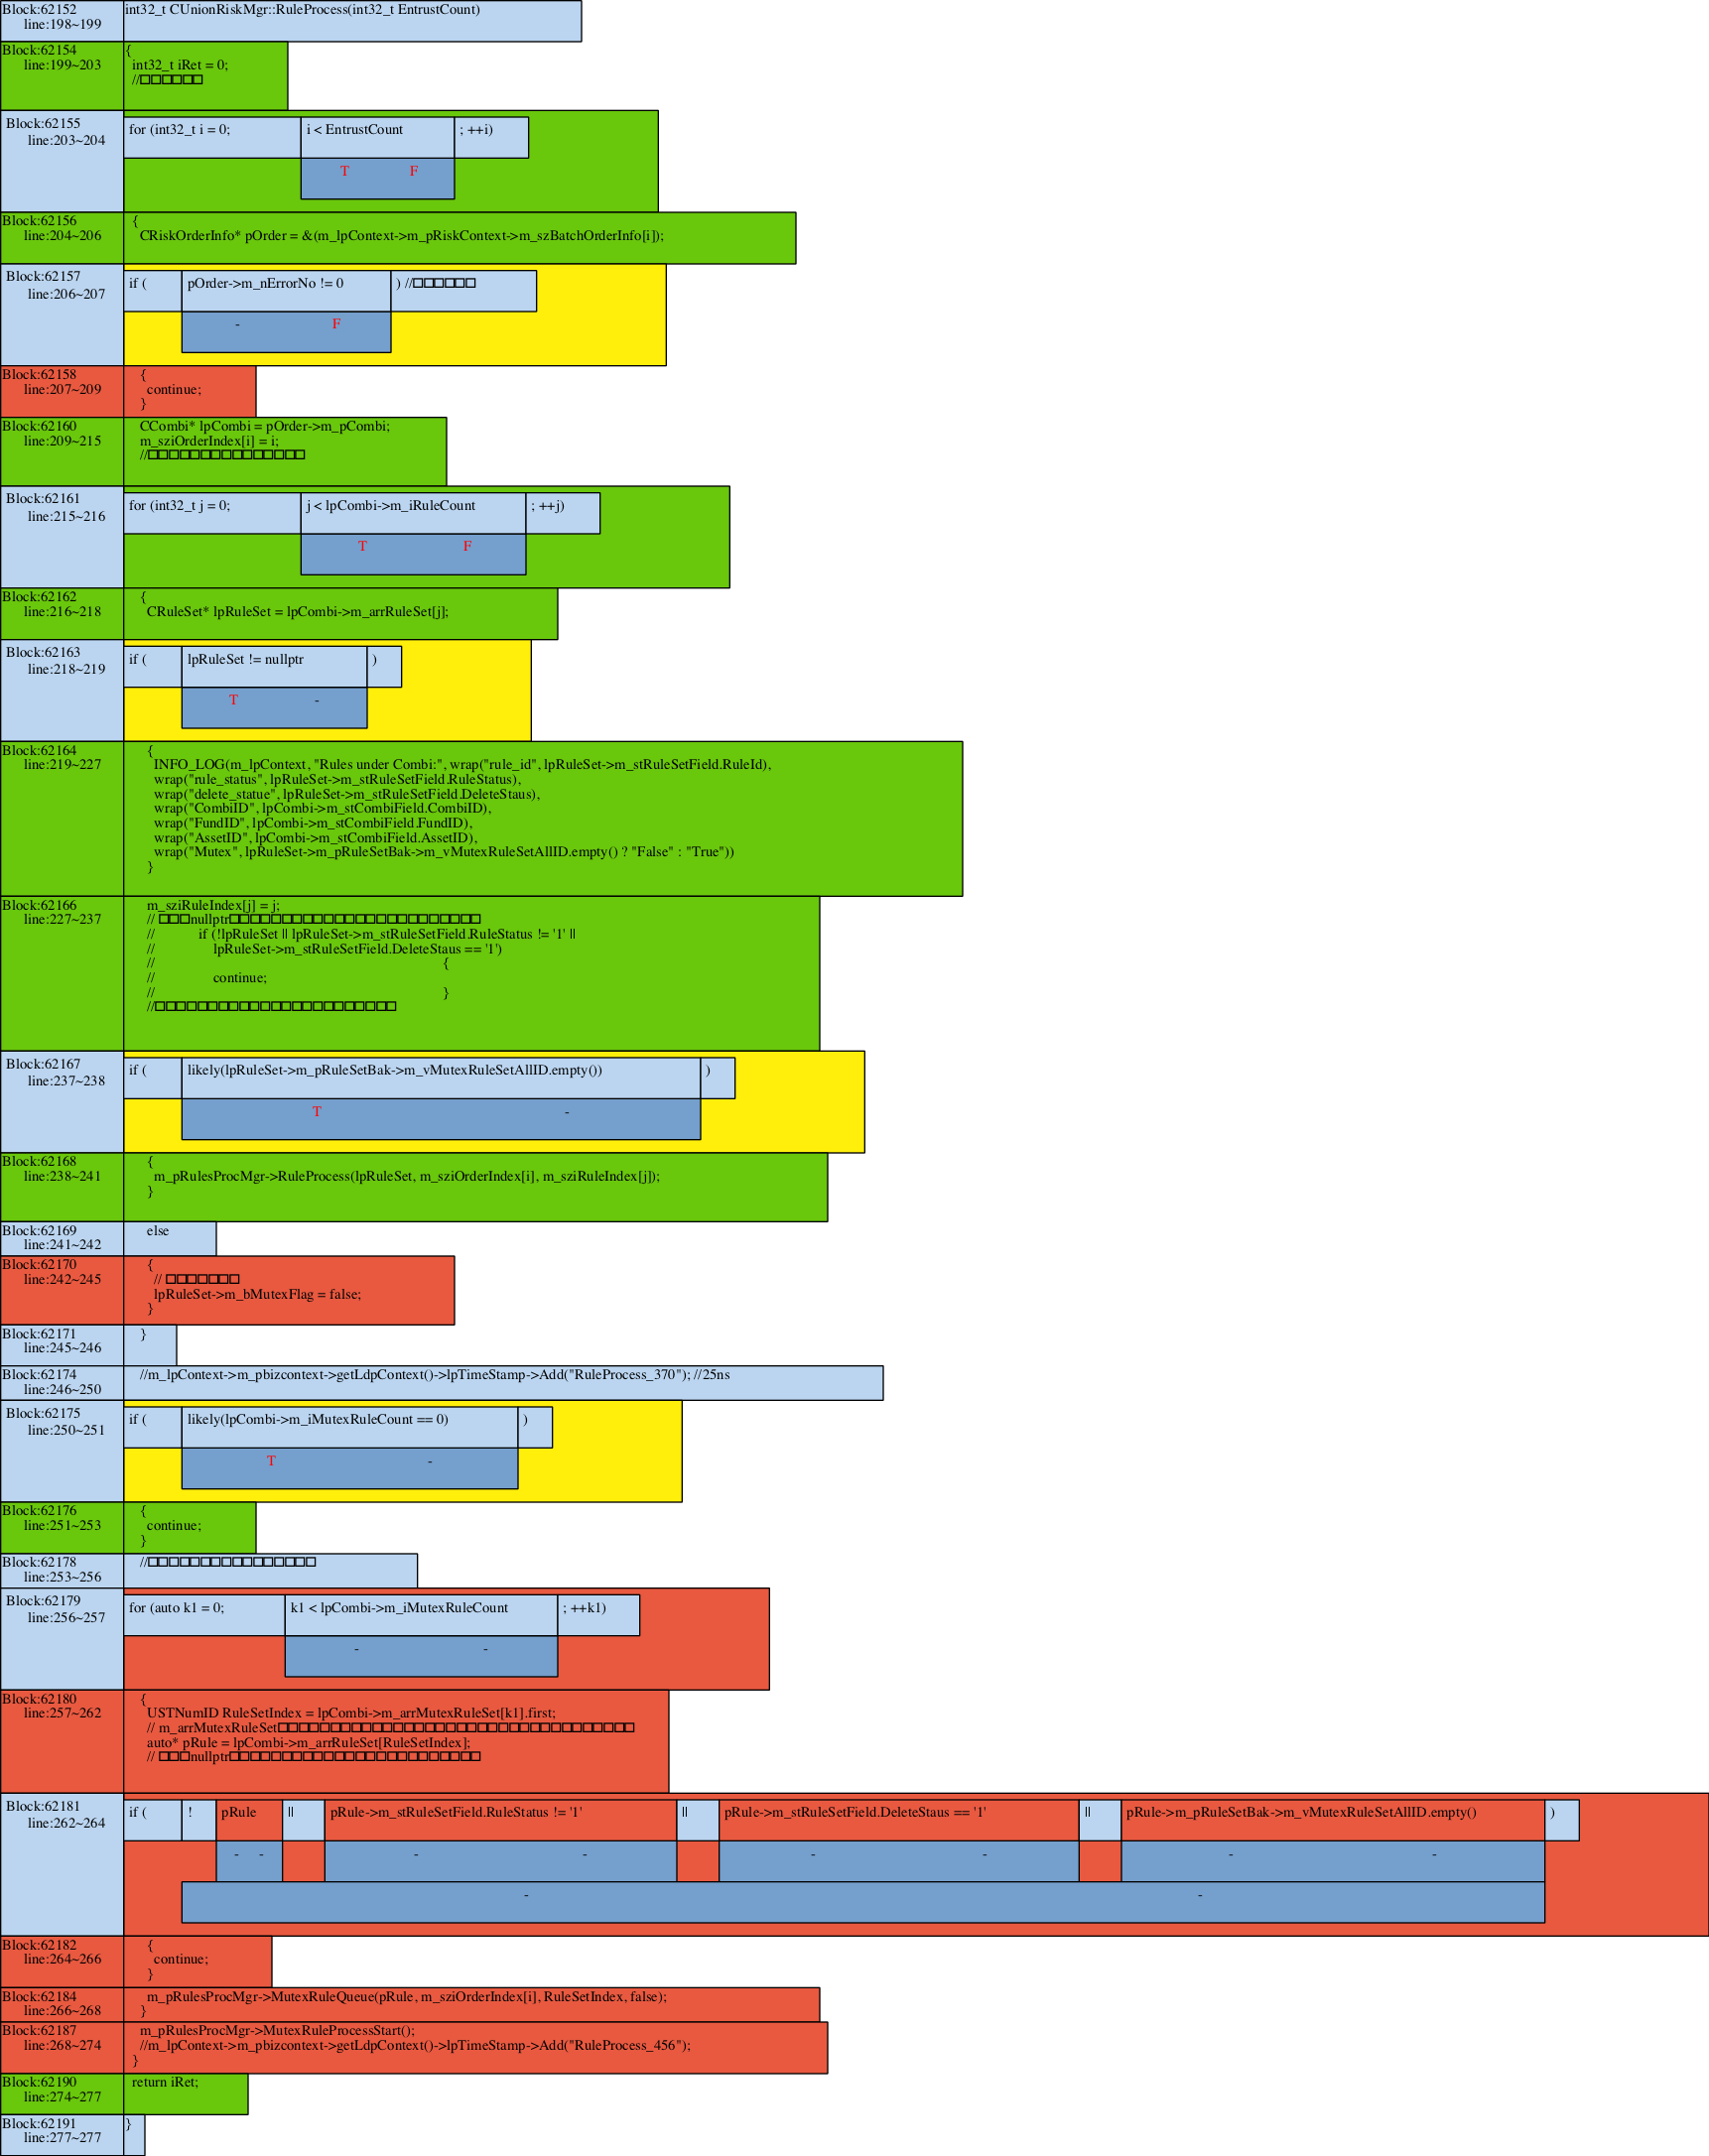 Block:62152 int32_t CUnionRiskMgr::RuleProcess(int32_t EntrustCount)
line:198~199
Block:62154 {
line:199~203 int32_t iRet = 0;
//
Block:62155 for (int32_t i = 0; i < EntrustCount ; ++i)
line:203~204
T F
Block:62156 {
line:204~206 CRiskOrderInfo* pOrder = &(m_lpContext->m_pRiskContext->m_szBatchOrderInfo[i]);
Block:62157 if ( pOrder->m_nErrorNo != 0 ) //
line:206~207
- F
Block:62158 {
line:207~209 continue;
}
Block:62160 CCombi* lpCombi = pOrder->m_pCombi;
line:209~215 m_sziOrderIndex[i] = i;
//
Block:62161 for (int32_t j = 0; j < lpCombi->m_iRuleCount ; ++j)
line:215~216
T F
Block:62162 {
line:216~218 CRuleSet* lpRuleSet = lpCombi->m_arrRuleSet[j];
Block:62163 if ( lpRuleSet != nullptr )
line:218~219
T -
Block:62164 {
line:219~227 INFO_LOG(m_lpContext, "Rules under Combi:", wrap("rule_id", lpRuleSet->m_stRuleSetField.RuleId),
wrap("rule_status", lpRuleSet->m_stRuleSetField.RuleStatus),
wrap("delete_statue", lpRuleSet->m_stRuleSetField.DeleteStaus),
wrap("CombiID", lpCombi->m_stCombiField.CombiID),
wrap("FundID", lpCombi->m_stCombiField.FundID),
wrap("AssetID", lpCombi->m_stCombiField.AssetID),
wrap("Mutex", lpRuleSet->m_pRuleSetBak->m_vMutexRuleSetAllID.empty() ? "False" : "True"))
}
Block:62166 m_sziRuleIndex[j] = j;
line:227~237 // nullptr
// if (!lpRuleSet || lpRuleSet->m_stRuleSetField.RuleStatus != '1' ||
// lpRuleSet->m_stRuleSetField.DeleteStaus == '1')
// {
// continue;
// }
//
Block:62167 if ( likely(lpRuleSet->m_pRuleSetBak->m_vMutexRuleSetAllID.empty()) )
line:237~238
T -
Block:62168 {
line:238~241 m_pRulesProcMgr->RuleProcess(lpRuleSet, m_sziOrderIndex[i], m_sziRuleIndex[j]);
}
Block:62169 else
line:241~242
Block:62170 {
line:242~245 //
lpRuleSet->m_bMutexFlag = false;
}
Block:62171 }
line:245~246
Block:62174 //m_lpContext->m_pbizcontext->getLdpContext()->lpTimeStamp->Add("RuleProcess_370"); //25ns
line:246~250
Block:62175 if ( likely(lpCombi->m_iMutexRuleCount == 0) )
line:250~251
T -
Block:62176 {
line:251~253 continue;
}
Block:62178 //
line:253~256
Block:62179 for (auto k1 = 0; k1 < lpCombi->m_iMutexRuleCount ; ++k1)
line:256~257
- -
Block:62180 {
line:257~262 USTNumID RuleSetIndex = lpCombi->m_arrMutexRuleSet[k1].first;
// m_arrMutexRuleSet
auto* pRule = lpCombi->m_arrRuleSet[RuleSetIndex];
// nullptr
Block:62181 if ( ! pRule || pRule->m_stRuleSetField.RuleStatus != '1' || pRule->m_stRuleSetField.DeleteStaus == '1' || pRule->m_pRuleSetBak->m_vMutexRuleSetAllID.empty() )
line:262~264
- - - - - - - -
- -
Block:62182 {
line:264~266 continue;
}
Block:62184 m_pRulesProcMgr->MutexRuleQueue(pRule, m_sziOrderIndex[i], RuleSetIndex, false);
line:266~268 }
Block:62187 m_pRulesProcMgr->MutexRuleProcessStart();
line:268~274 //m_lpContext->m_pbizcontext->getLdpContext()->lpTimeStamp->Add("RuleProcess_456");
}
Block:62190 return iRet;
line:274~277
Block:62191 }
line:277~277